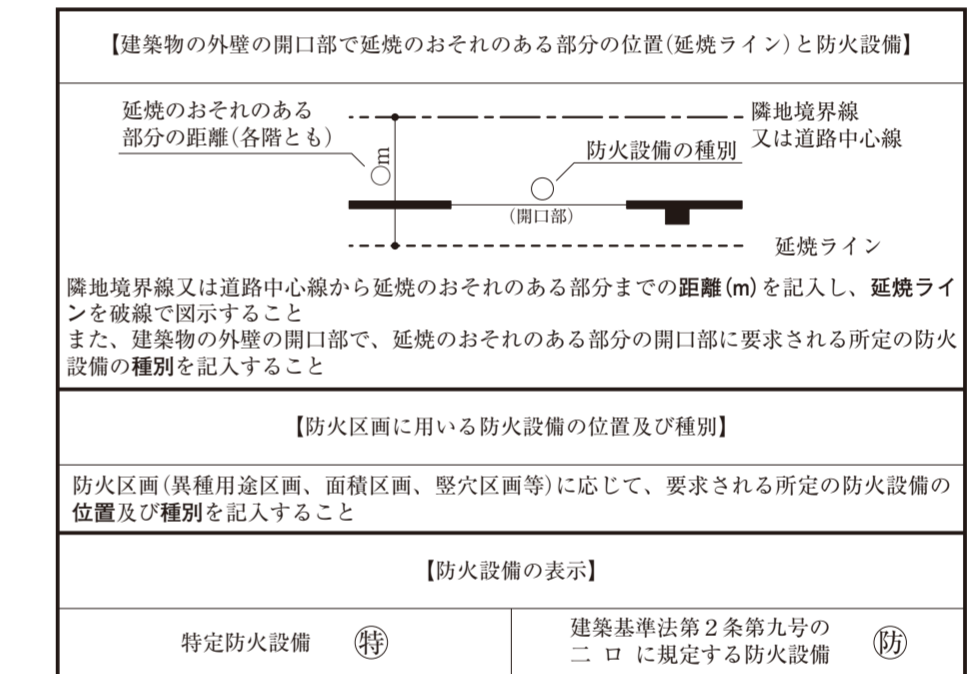 【建築物の外壁の開口部で延焼のおそれのある部分の位置(延焼ライン)と防火設備】
延焼のおそれのある
部分の距離(各階とも)
○m
隣地境界線
又は道路中心線
防火設備の種別
○
(開口部)
延焼ライン
隣地境界線又は道路中心線から延焼のおそれのある部分までの距離(m)を記入し、延焼ライ
ンを破線で図示すること
また、建築物の外壁の開口部で、延焼のおそれのある部分の開口部に要求される所定の防火
設備の種別を記入すること
【防火区画に用いる防火設備の位置及び種別】
防火区画(異種用途区画、面積区画、竪穴区画等)に応じて、要求される所定の防火設備の
位置及び種別を記入すること
【防火設備の表示】
特定防火設備 ㊕
建築基準法第2条第九号の
二 ロ に規定する防火設備
防